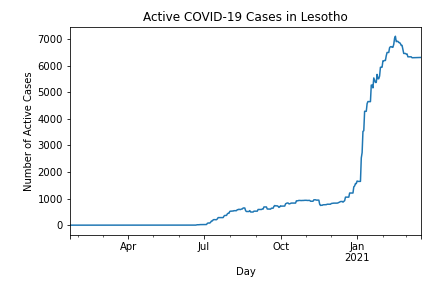 Active COVID-19 Cases in Lesotho
Number of Active Cases
7000
6000
5000
4000
3000
2000
1000
0
Apr Jul Oct Jan
2021
Day